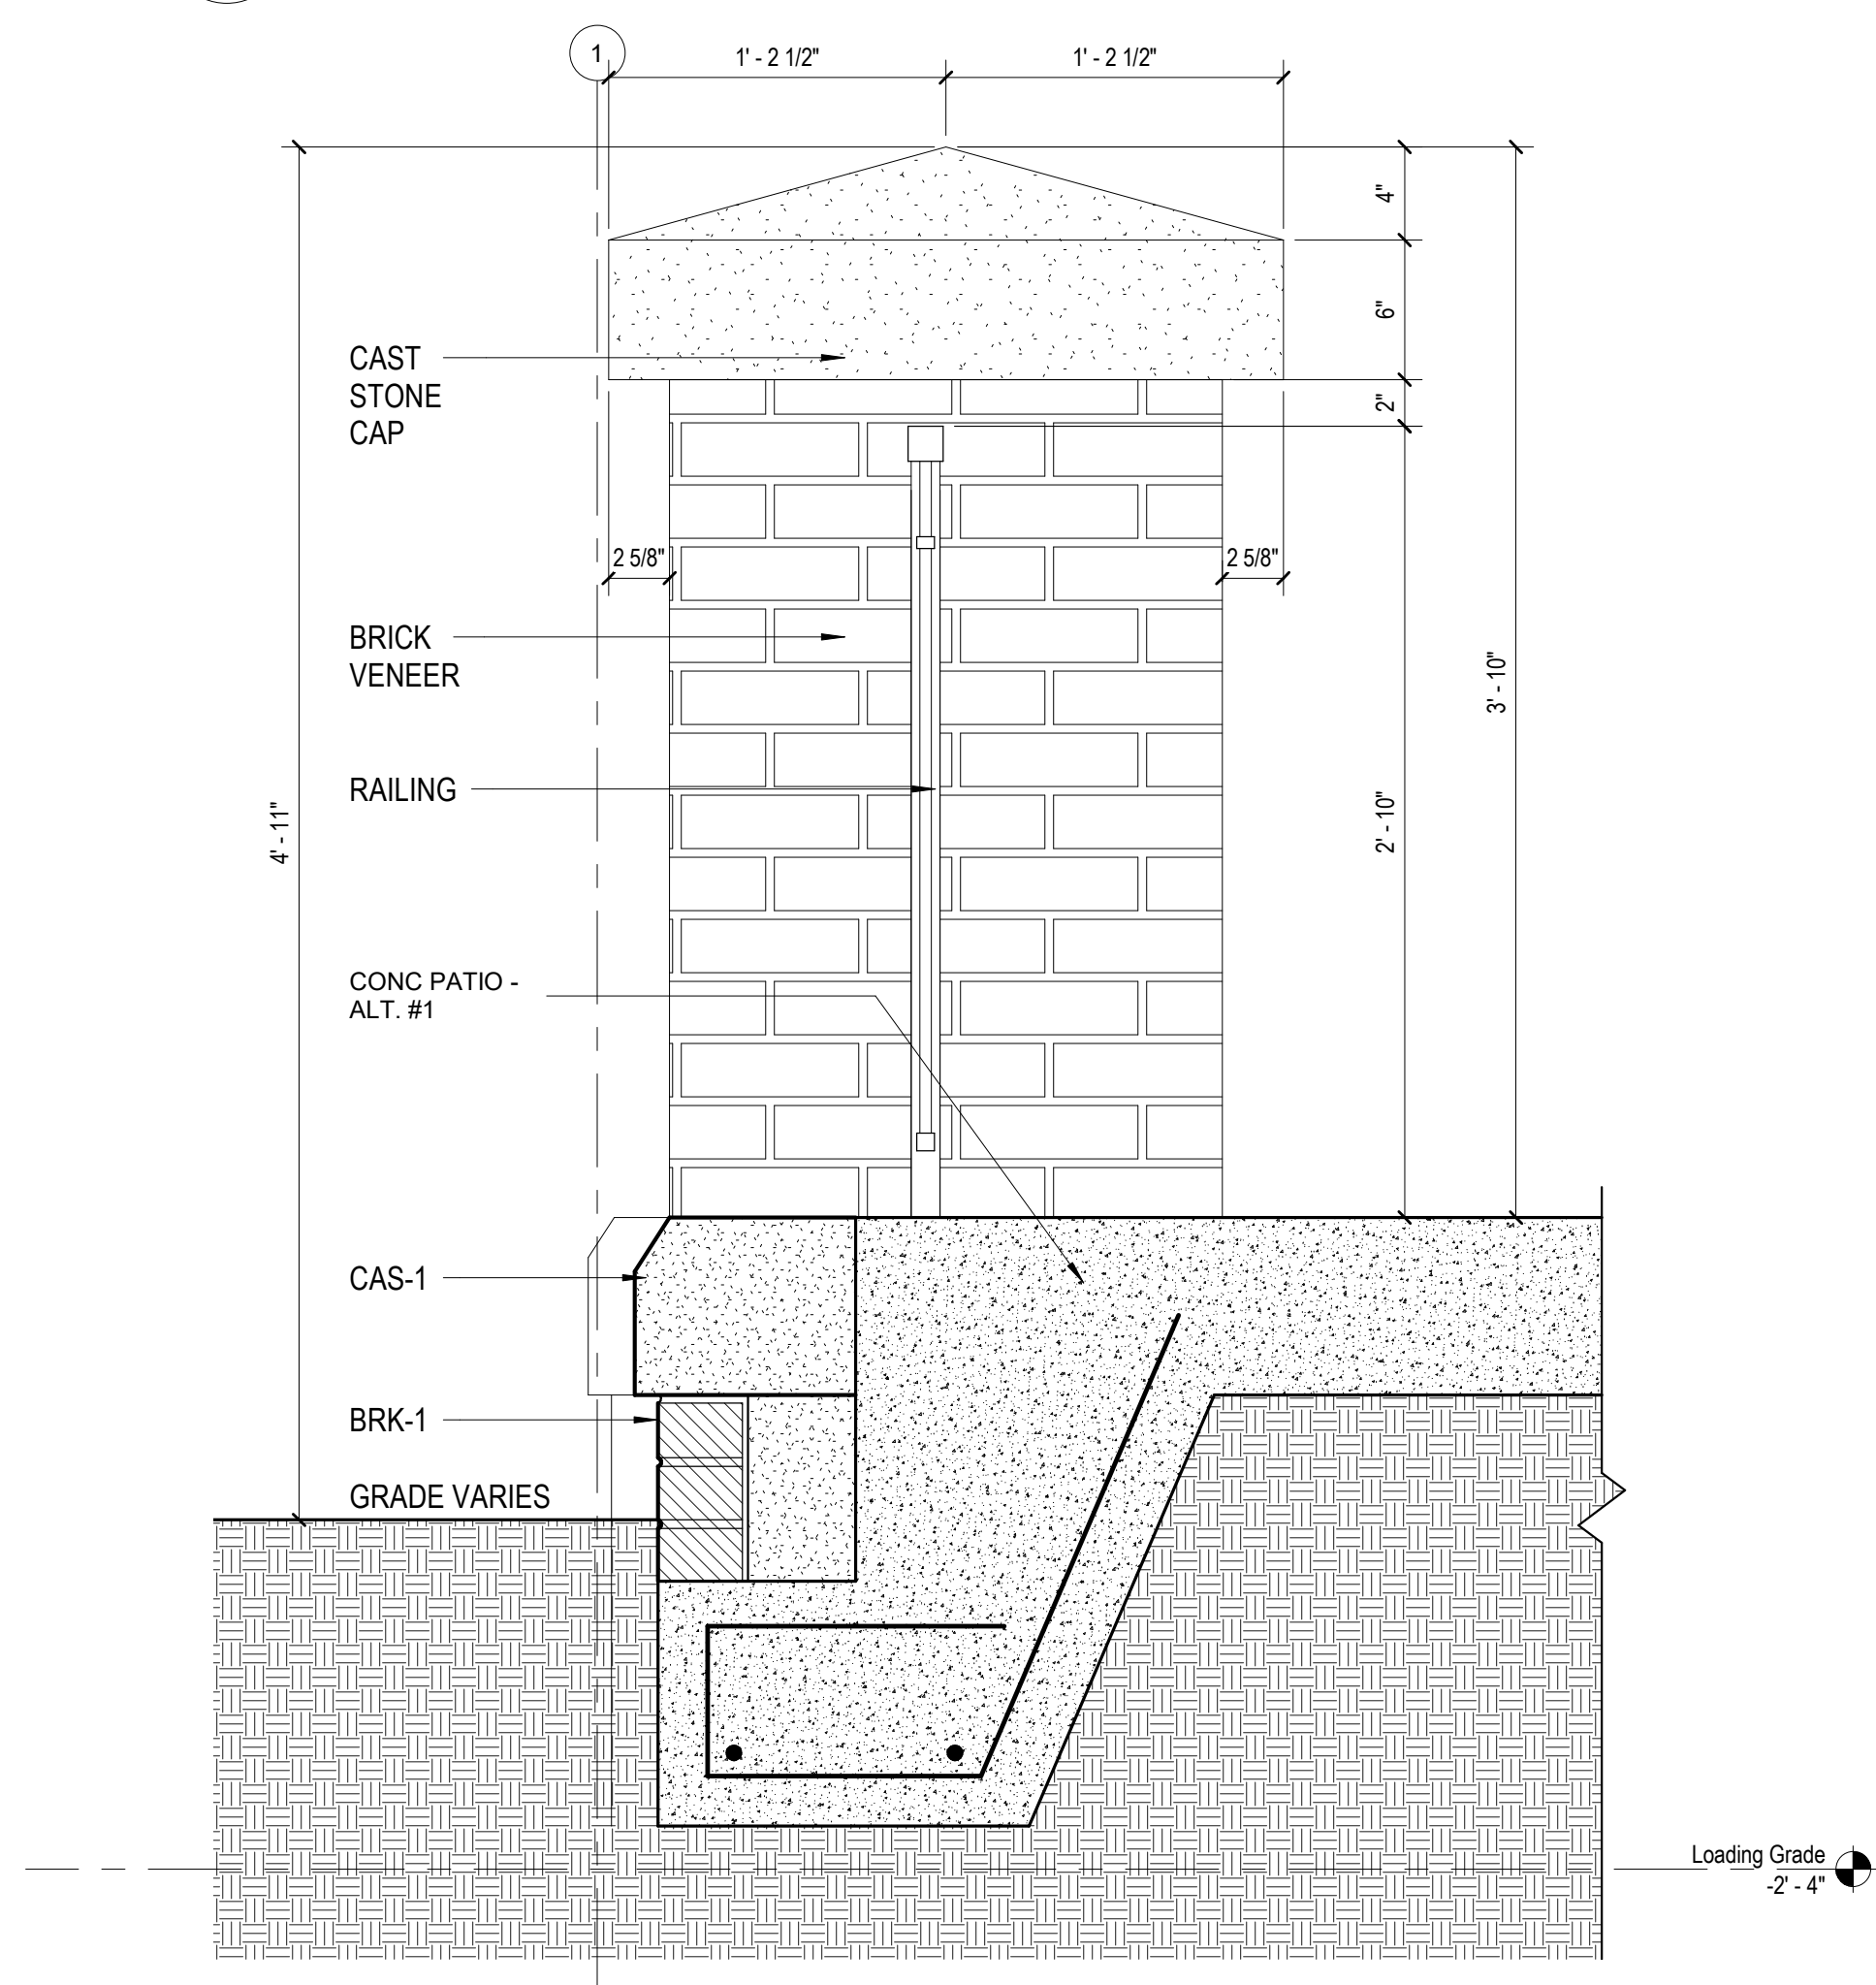 1
1' - 2 1/2"
1' - 2 1/2"
4"
6"
2"
CAST
STONE
CAP
2 5/8"
2 5/8"
BRICK
VENEER
3' - 10"
RAILING
4' - 11"
2' - 10"
CONC PATIO -
ALT. #1
CAS-1
BRK-1
GRADE VARIES
Loading Grade
-2' - 4"